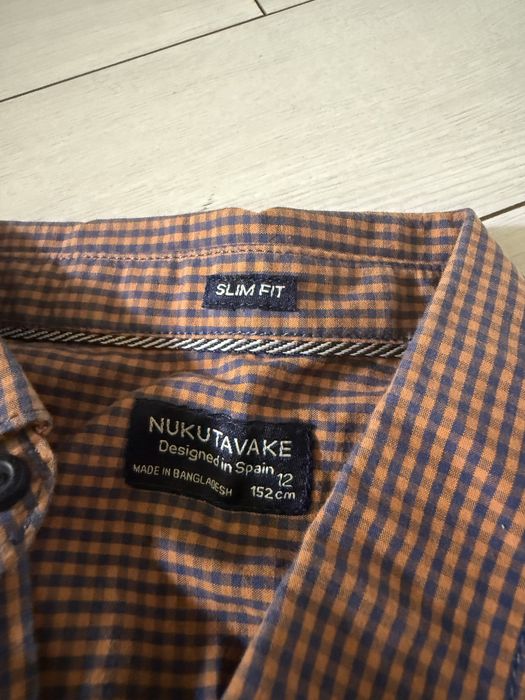 SLIM FIT
NUKUTAVAKE
Designed in Spain
12
MADE IN BANGLADESH 152cm